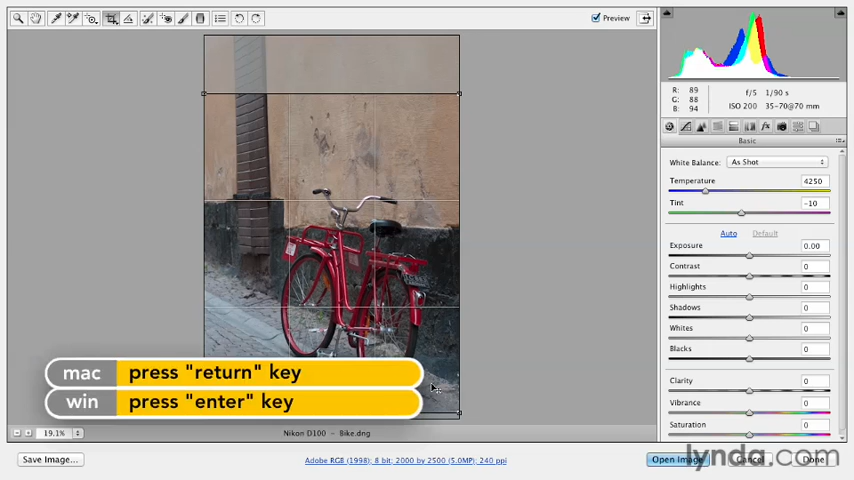 Preview
R: 89
G: 88
B: 94
f/5 1/90 s
ISO 200 35-70@70 mm
Basic
White Balance: As Shot
Temperature 4250
Tint -10
Auto Default
Exposure 0.00
Contrast 0
Highlights 0
Shadows 0
Whites 0
Blacks 0
Clarity 0
Vibrance 0
Saturation 0
mac press "return" key
win press "enter" key
19.1% Nikon D100 - Bike.dng
Save Image... Adobe RGB (1998); 8 bit; 2000 by 2500 (5.0MP); 240 ppi Open Image Cancel Done
lynda.com